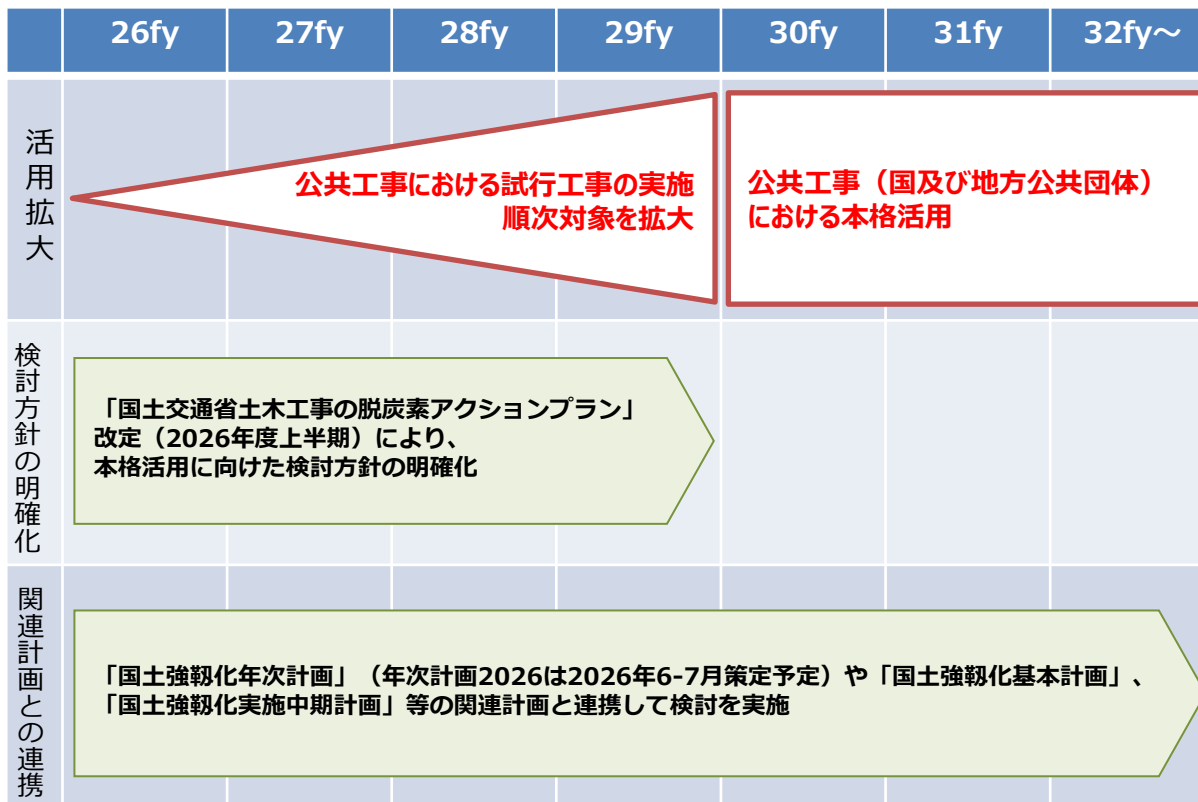 26fy 27fy 28fy 29fy 30fy 31fy 32fy～
活用拡大
公共工事における試行工事の実施
順次対象を拡大
公共工事（国及び地方公共団体）
における本格活用
検討方針の明確化
「国土交通省土木工事の脱炭素アクションプラン」
改定（2026年度上半期）により、
本格活用に向けた検討方針の明確化
関連計画との連携
「国土強靱化年次計画」（年次計画2026は2026年6-7月策定予定）や「国土強靱化基本計画」、
「国土強靱化実施中期計画」等の関連計画と連携して検討を実施